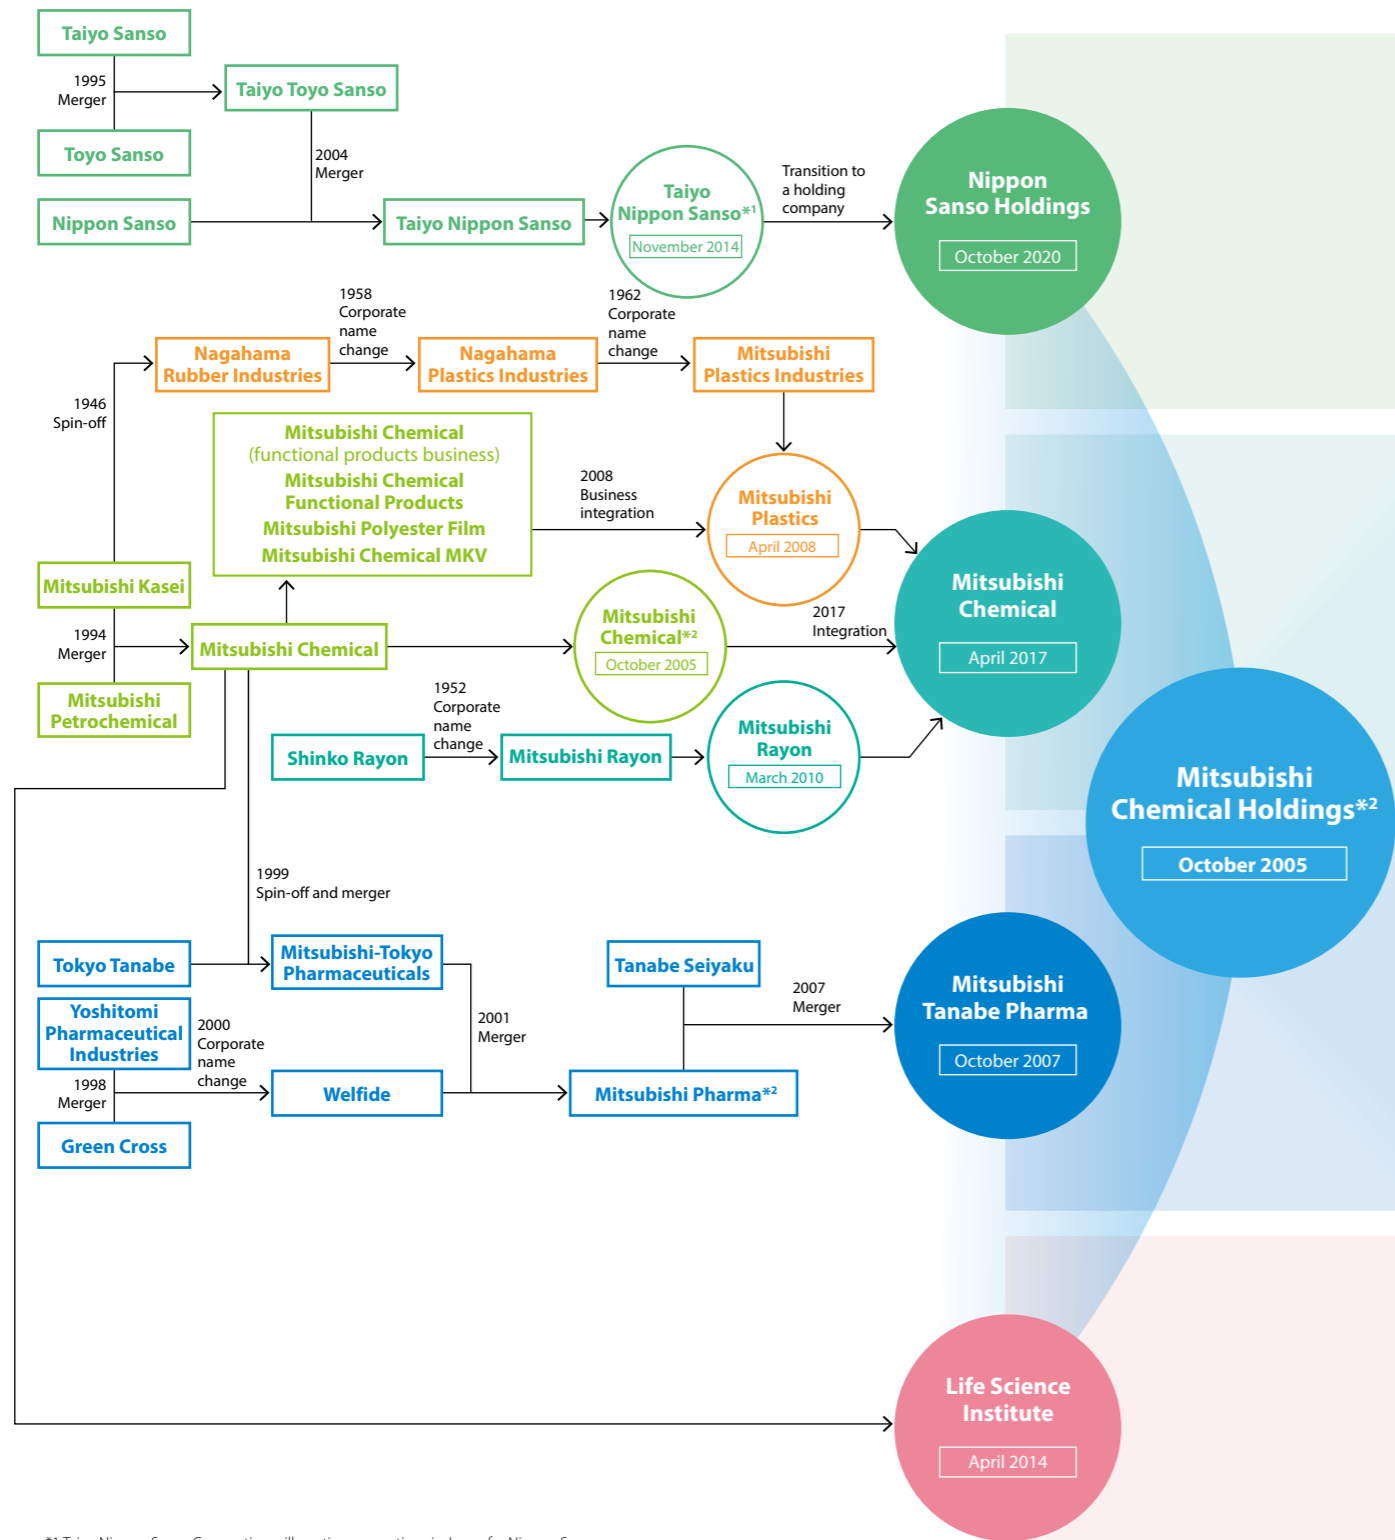 Taiyo Sanso
1995
Merger
Taiyo Toyo Sanso
Toyo Sanso
2004
Merger
Nippon Sanso
Taiyo Nippon Sanso
Taiyo
Nippon Sanso*1
November 2014
Transition to
a holding
company
Nippon
Sanso Holdings
October 2020
1946
Spin-off
Nagahama
Rubber Industries
1958
Corporate
name
change
Nagahama
Plastics Industries
1962
Corporate
name
change
Mitsubishi
Plastics Industries
Mitsubishi Chemical
(functional products business)
Mitsubishi Chemical
Functional Products
Mitsubishi Polyester Film
Mitsubishi Chemical MKV
2008
Business
integration
Mitsubishi
Plastics
April 2008
Mitsubishi Kasei
1994
Merger
Mitsubishi
Petrochemical
Mitsubishi Chemical
Mitsubishi
Chemical*2
October 2005
2017
Integration
Mitsubishi
Chemical
April 2017
Shinko Rayon
1952
Corporate
name
change
Mitsubishi Rayon
Mitsubishi
Rayon
March 2010
Mitsubishi
Chemical Holdings*2
October 2005
1999
Spin-off and merger
Tokyo Tanabe
Mitsubishi-Tokyo
Pharmaceuticals
Yoshitomi
Pharmaceutical
Industries
1998
Merger
Green Cross
2000
Corporate
name
change
Welfide
2001
Merger
Tanabe Seiyaku
Mitsubishi Pharma*2
2007
Merger
Mitsubishi
Tanabe Pharma
October 2007
Life Science
Institute
April 2014